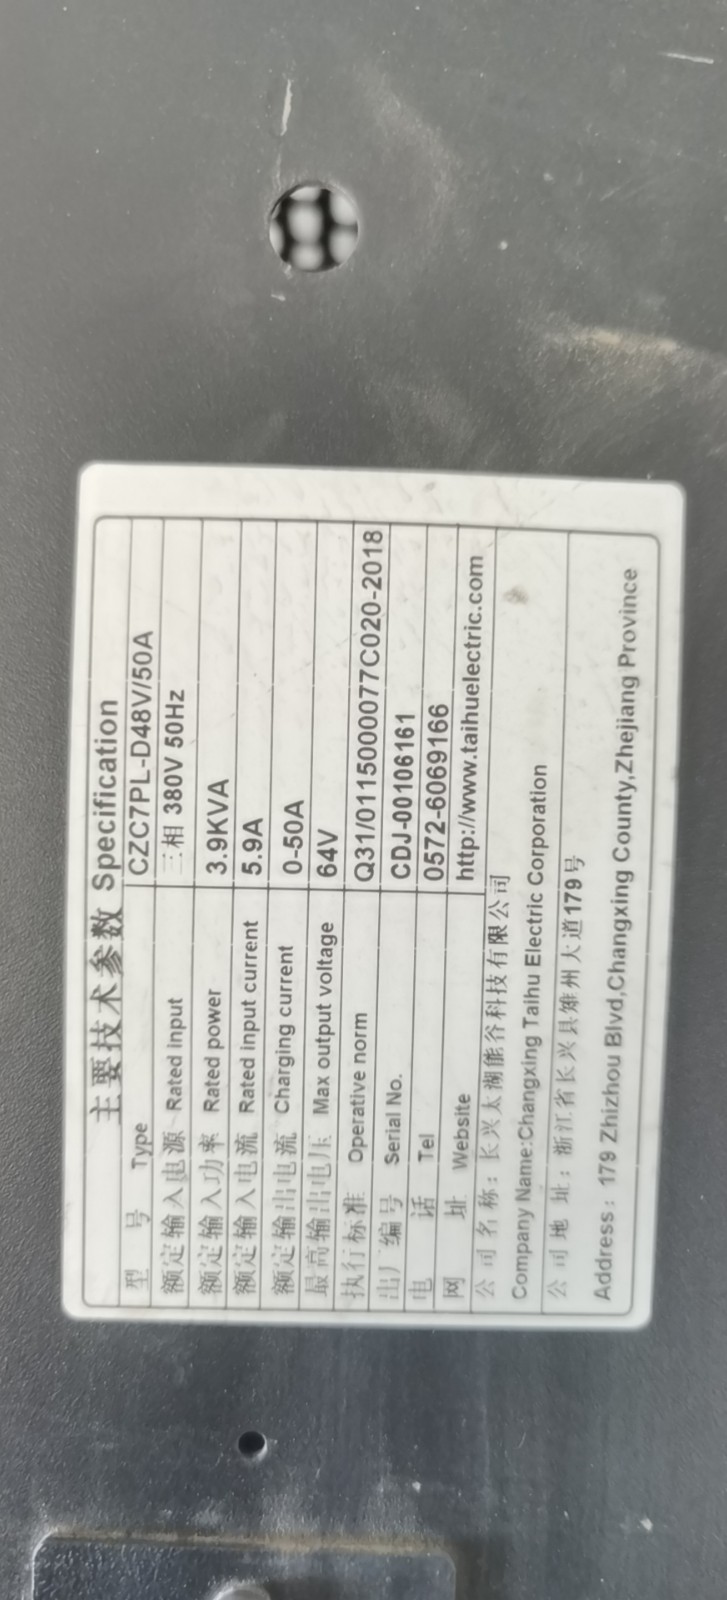 主要技术参数 Specification
型 号 Type CZC7PL-D48V/50A
额定输入电源 Rated input 三相 380V 50Hz
额定输入功率 Rated power 3.9KVA
额定输入电流 Rated input current 5.9A
额定输出电流 Charging current 0-50A
最高输出电压 Max output voltage 64V
执行标准 Operative norm Q31/0115000077C020-2018
出厂编号 Serial No. CDJ-00106161
电 话 Tel 0572-6069166
网 址 Website http://www.taihuelectric.com
公司名称：长兴太湖能谷科技有限公司
Company Name:Changxing Taihu Electric Corporation
公司地 址：浙江省长兴县雉州大道179号
Address：179 Zhizhou Blvd,Changxing County,Zhejiang Province